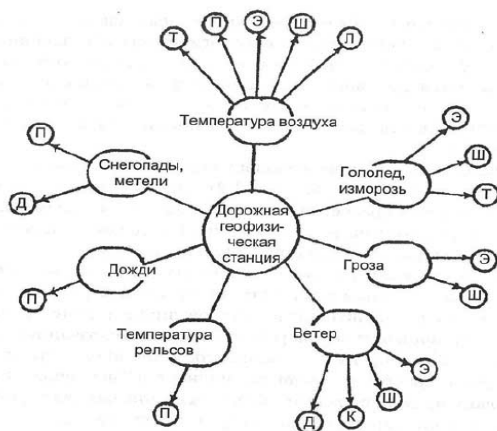 Э
П
Ш
Т
Л
Температура воздуха
Э
П
Снегопады,
метели
Гололед,
изморозь
Ш
Д
Т
Дорожная
геофизи-
ческая
станция
Э
Дожди
Гроза
П
Ш
Температура
рельсов
Ветер
Э
П
Д
К
Ш